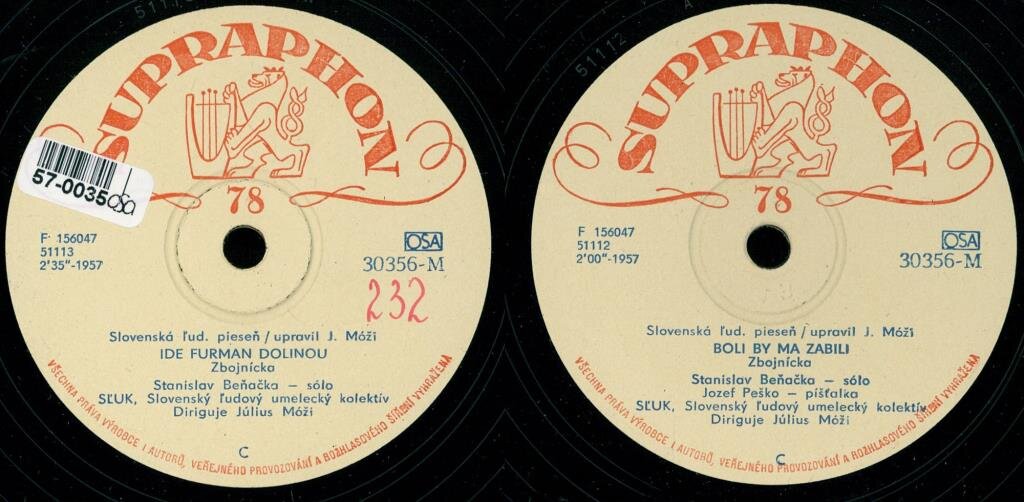 5111
SUPRAPHON
57-0035
osa
78
F 156047
51113
2'35"-1957
OSA
30356-M
232
Slovenská ľud. pieseň / upravil J. Móži
IDE FURMAN DOLINOU
Zbojnícka
Stanislav Beňačka – sólo
SĽUK, Slovenský ľudový umelecký kolektív
Diriguje Július Móži
C
VŠECHNA PRÁVA VÝROBCE I AUTORŮ, VEŘEJNÉHO PROVOZOVÁNÍ A ROZHLASOVÉHO ŠÍŘENÍ VYHRAŽENA
51112
SUPRAPHON
78
F 156047
51112
2'00"-1957
OSA
30356-M
Slovenská ľud. pieseň / upravil J. Móži
BOLI BY MA ZABILI
Zbojnícka
Stanislav Beňačka – sólo
Jozef Peško – píšťalka
SĽUK, Slovenský ľudový umelecký kolektív
Diriguje Július Móži
C
VŠECHNA PRÁVA VÝROBCE I AUTORŮ, VEŘEJNÉHO PROVOZOVÁNÍ A ROZHLASOVÉHO ŠÍŘENÍ VYHRAŽENA